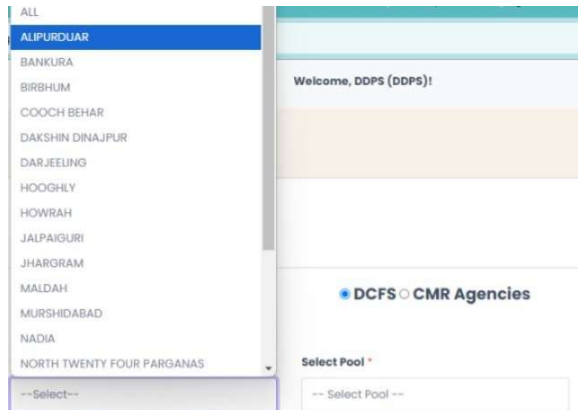 ALL
ALIPURDUAR
BANKURA
BIRBHUM
COOCH BEHAR
DAKSHIN DINAJPUR
DARJEELING
HOOGHLY
HOWRAH
JALPAIGURI
JHARGRAM
MALDAH
MURSHIDABAD
NADIA
NORTH TWENTY FOUR PARGANAS
--Select--
Welcome, DDPS (DDPS)!
DCFS CMR Agencies
Select Pool *
-- Select Pool --